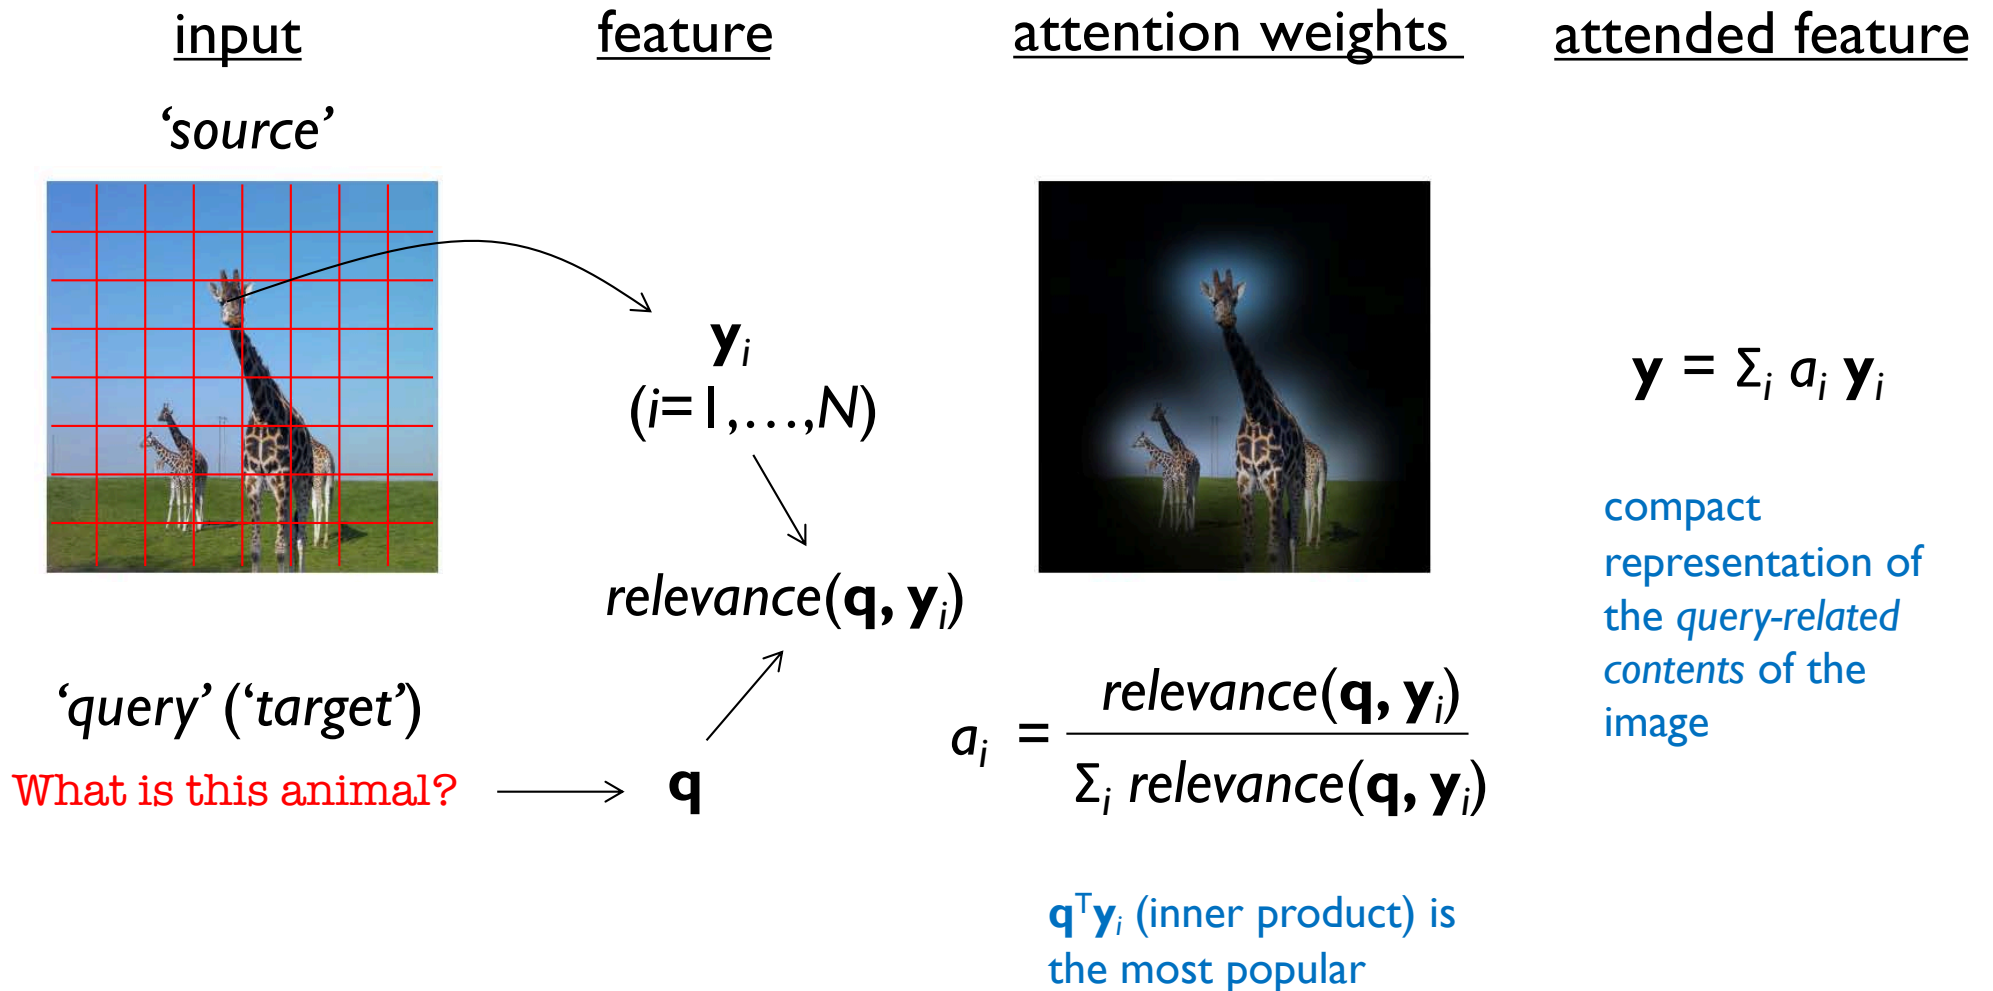 input
feature
attention weights
attended feature
‘source’
y_i
(i=1,…,N)
relevance(q, y_i)
‘query’ (‘target’)
What is this animal?
q
a_i = relevance(q, y_i)
Σ_i relevance(q, y_i)
q^T y_i (inner product) is
the most popular
y = Σ_i a_i y_i
compact
representation of
the query-related
contents of the
image